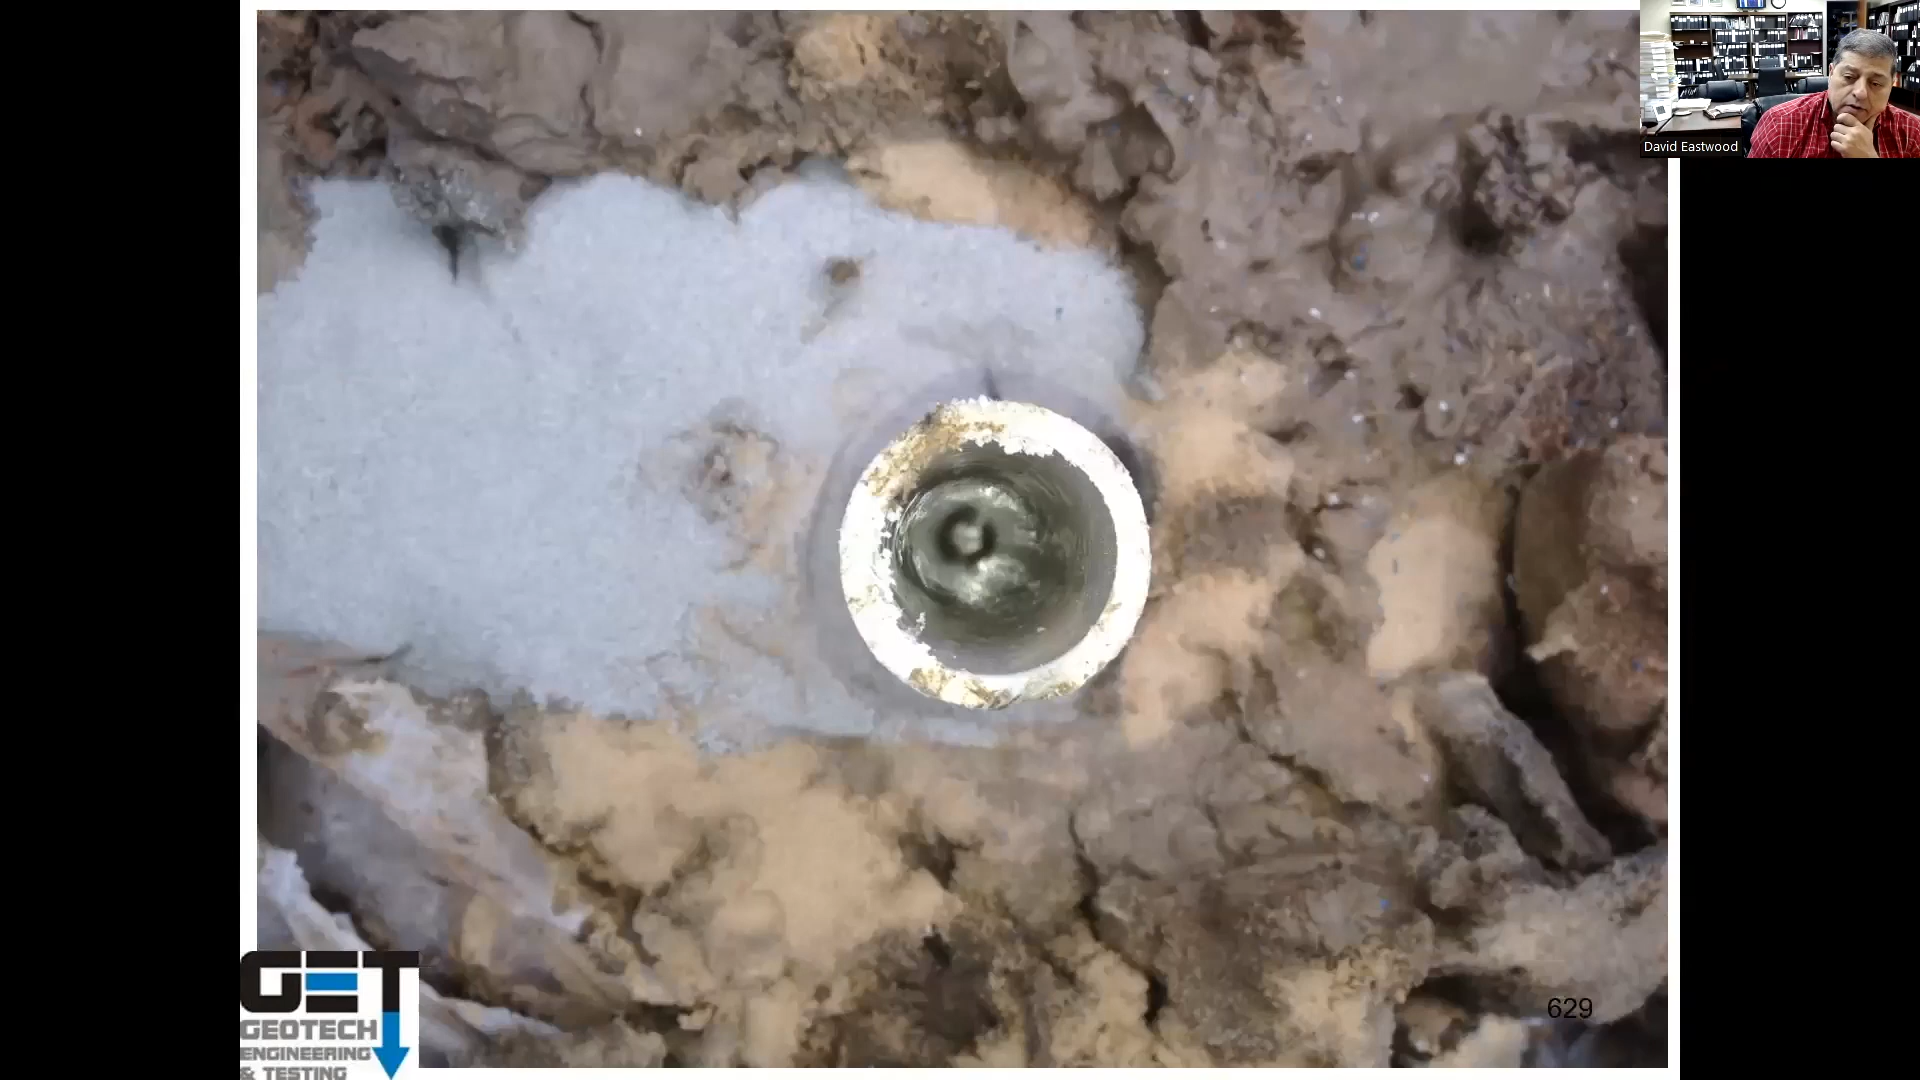 David Eastwood
629
GET
GEOTECH
ENGINEERING
& TESTING